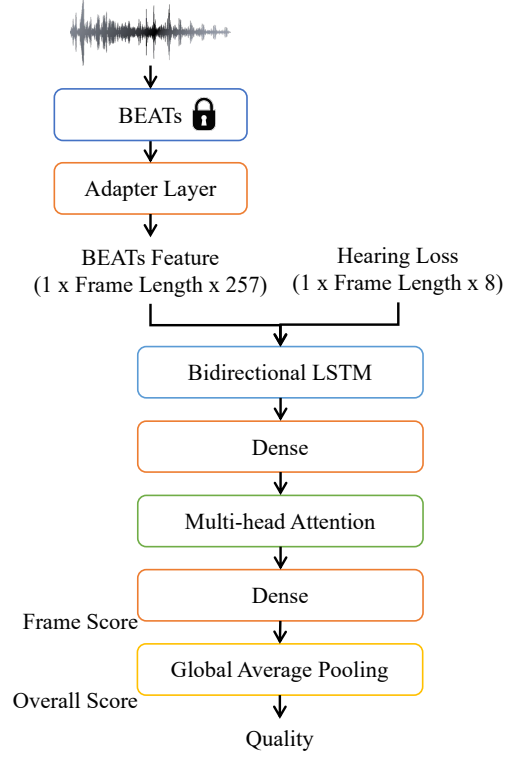 BEATs
Adapter Layer
BEATs Feature
(1 x Frame Length x 257)
Hearing Loss
(1 x Frame Length x 8)
Bidirectional LSTM
Dense
Multi-head Attention
Dense
Frame Score
Global Average Pooling
Overall Score
Quality